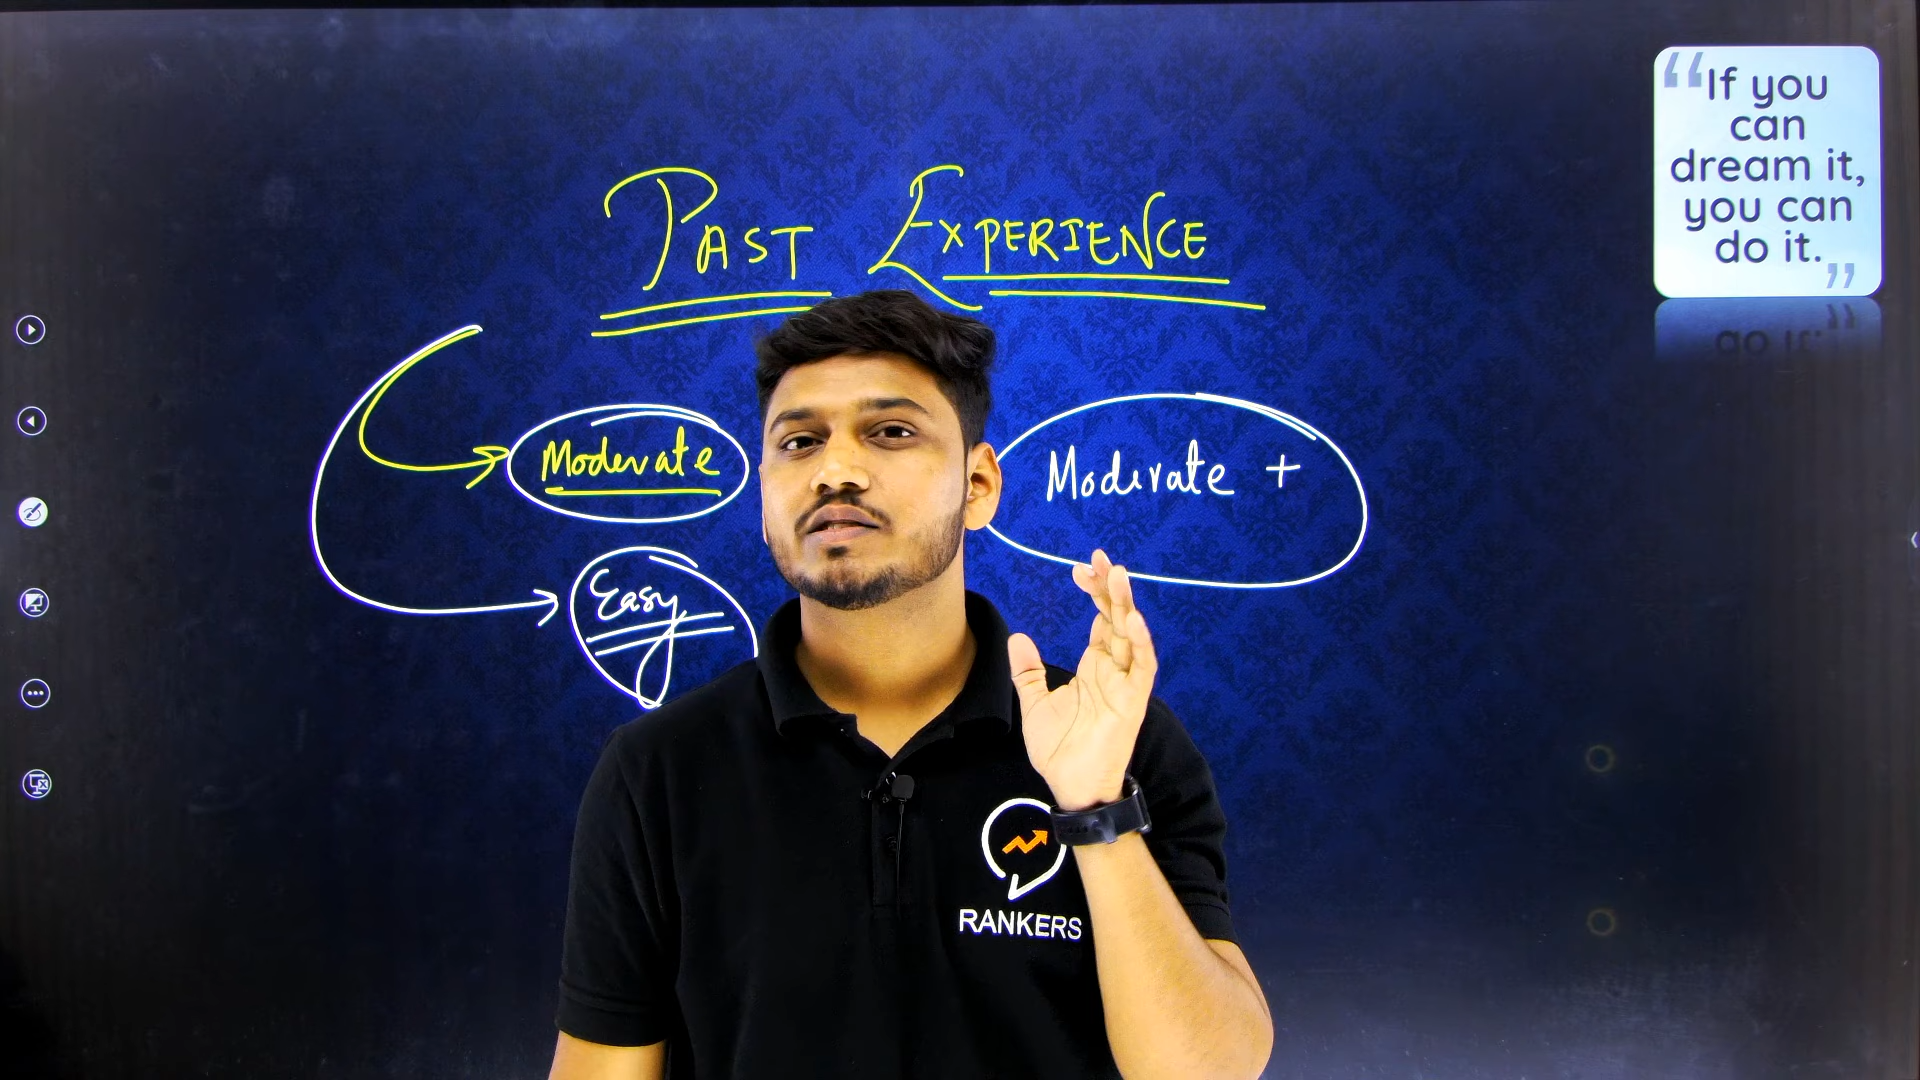 “If you
can
dream it,
you can
do it.”
PAST EXPERIENCE
Moderate
Moderate +
Easy
RANKERS